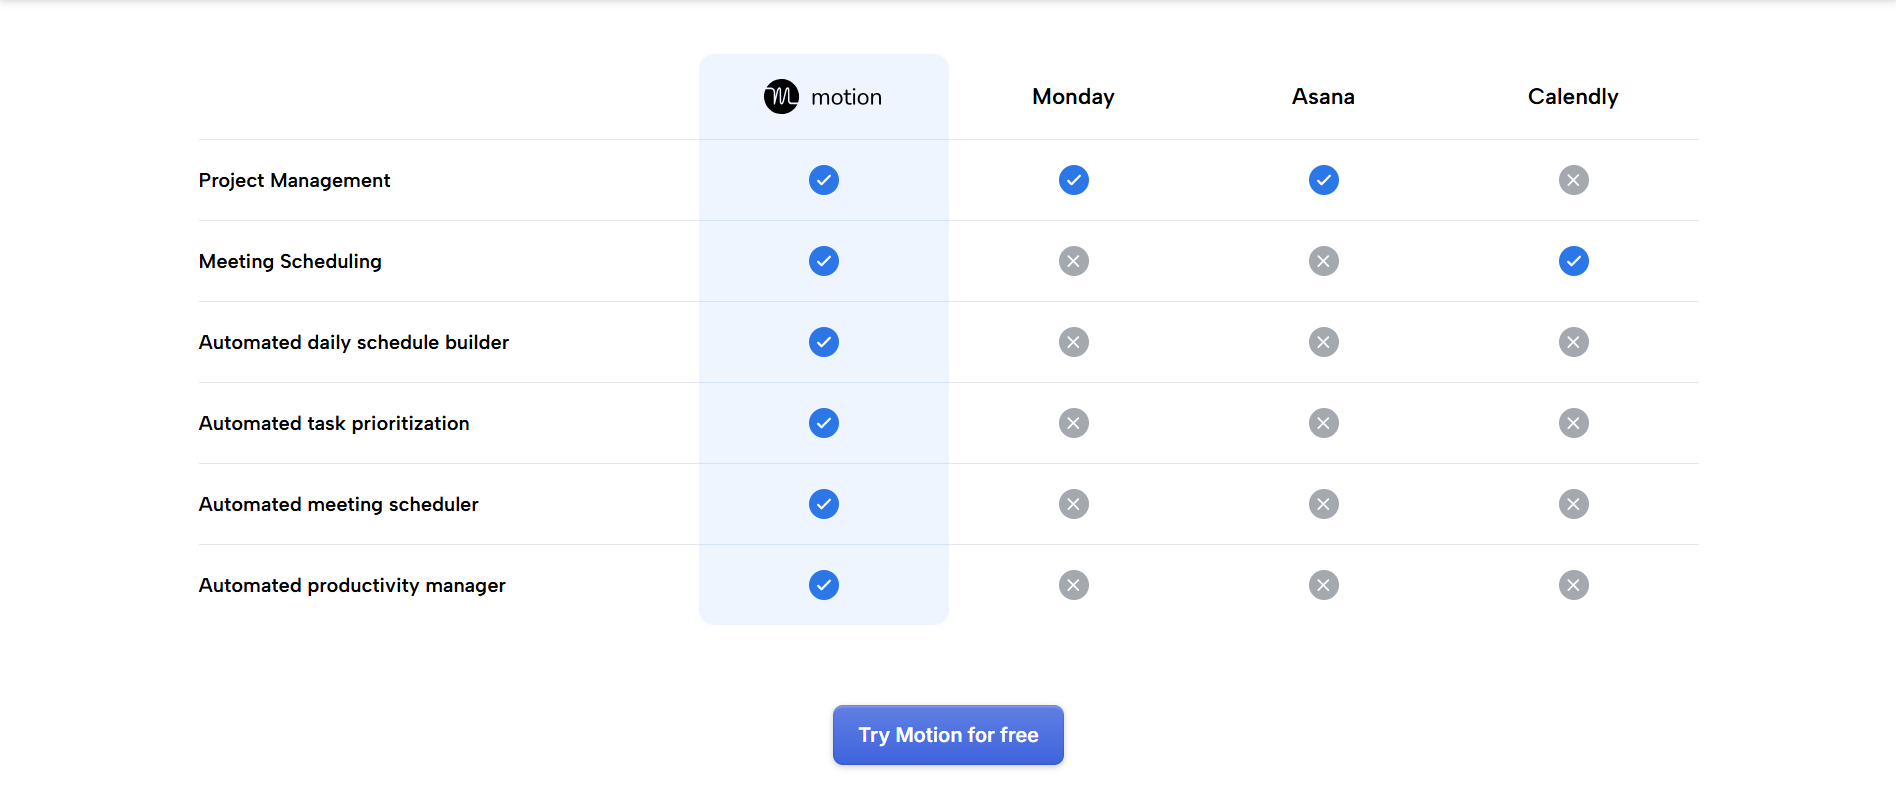 motion Monday Asana Calendly
Project Management
Meeting Scheduling
Automated daily schedule builder
Automated task prioritization
Automated meeting scheduler
Automated productivity manager
Try Motion for free